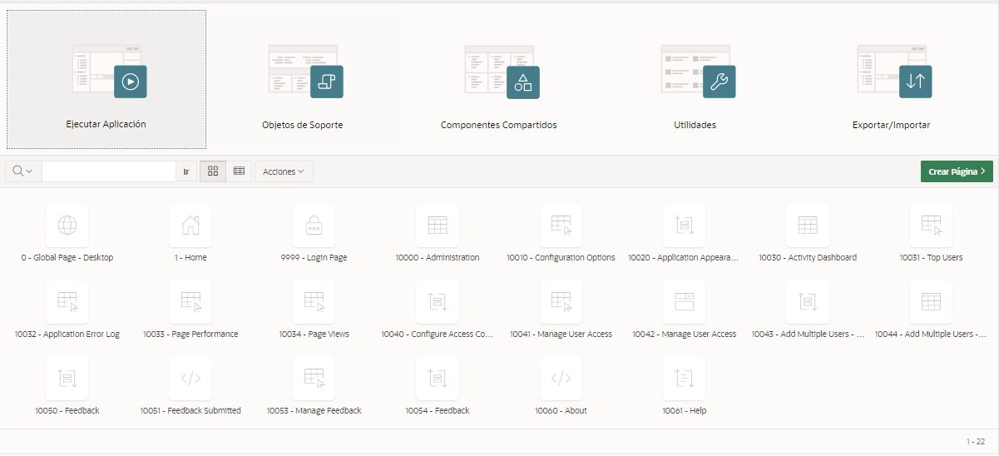 Ejecutar Aplicación
Objetos de Soporte
Componentes Compartidos
Utilidades
Exportar/Importar
Ir
Acciones
Crear Página
0 - Global Page - Desktop
1 - Home
9999 - Login Page
10000 - Administration
10010 - Configuration Options
10020 - Application Appeara...
10030 - Activity Dashboard
10031 - Top Users
10032 - Application Error Log
10033 - Page Performance
10034 - Page Views
10040 - Configure Access Co...
10041 - Manage User Access
10042 - Manage User Access
10043 - Add Multiple Users - ...
10044 - Add Multiple Users -...
10050 - Feedback
10051 - Feedback Submitted
10053 - Manage Feedback
10054 - Feedback
10060 - About
10061 - Help
1 - 22